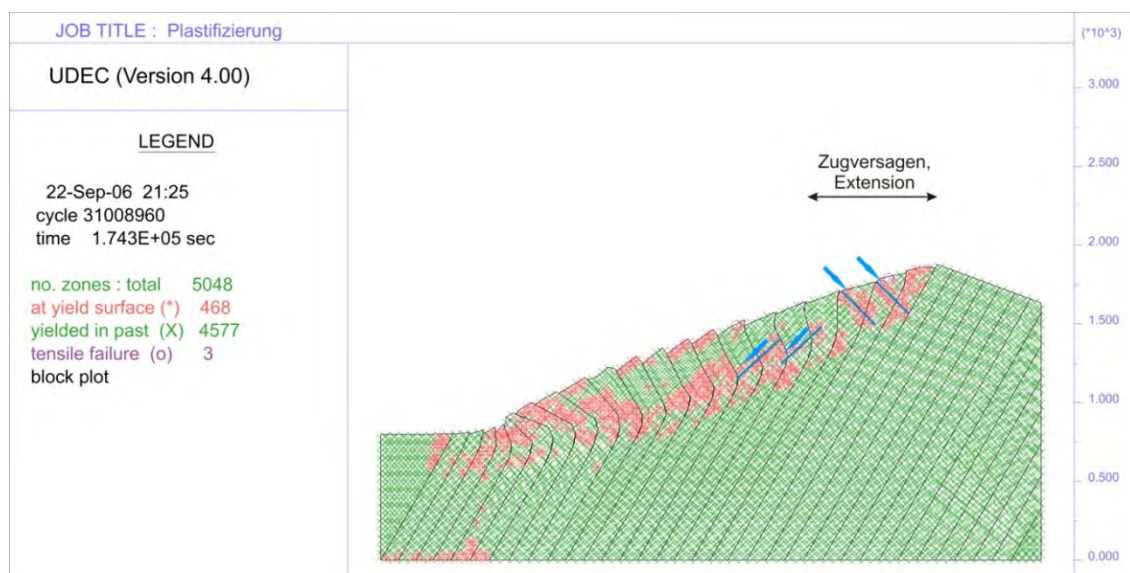 JOB TITLE : Plastifizierung
(*10^3)
UDEC (Version 4.00)
LEGEND
22-Sep-06 21:25
cycle 31008960
time 1.743E+05 sec
no. zones : total 5048
at yield surface (*) 468
yielded in past (X) 4577
tensile failure (o) 3
block plot
Zugversagen,
Extension
3.000
2.500
2.000
1.500
1.000
0.500
0.000